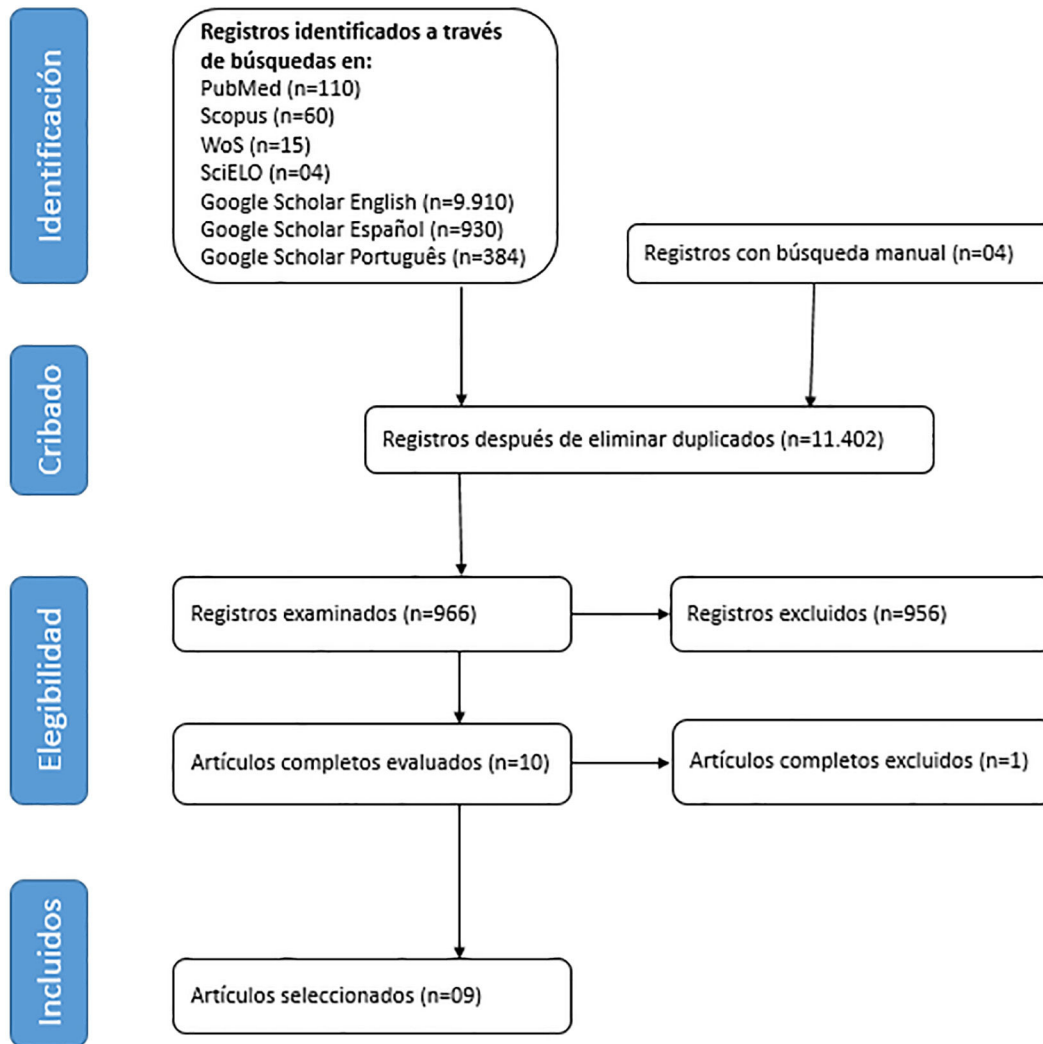 Identificación
Registros identificados a través
de búsquedas en:
PubMed (n=110)
Scopus (n=60)
WoS (n=15)
SciELO (n=04)
Google Scholar English (n=9.910)
Google Scholar Español (n=930)
Google Scholar Português (n=384)
Registros con búsqueda manual (n=04)
Cribado
Registros después de eliminar duplicados (n=11.402)
Elegibilidad
Registros examinados (n=966)
Registros excluidos (n=956)
Artículos completos evaluados (n=10)
Artículos completos excluidos (n=1)
Incluidos
Artículos seleccionados (n=09)